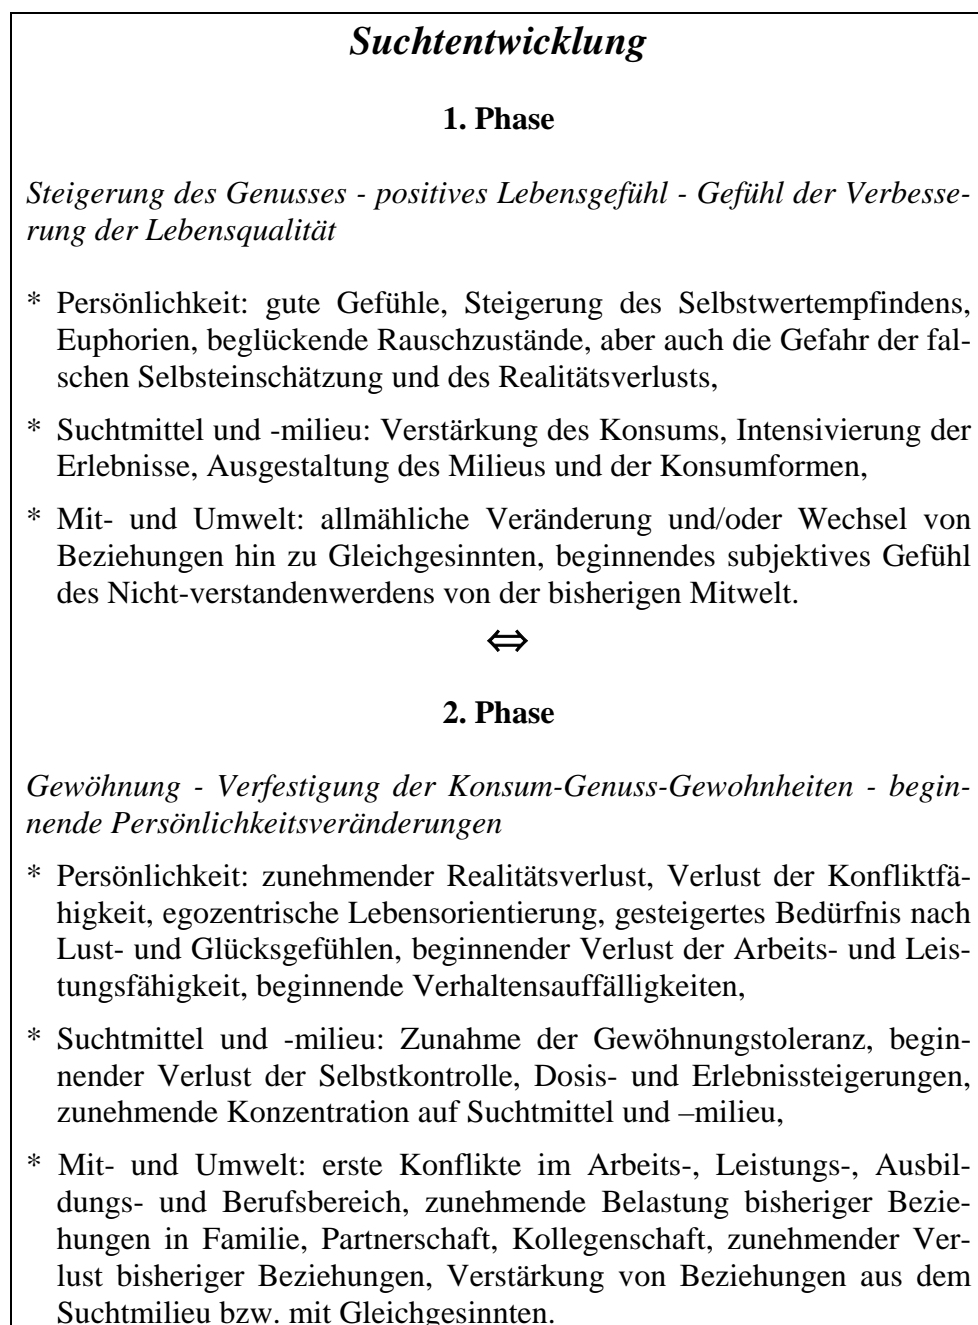 Suchtentwicklung
1. Phase
Steigerung des Genusses - positives Lebensgefühl - Gefühl der Verbesse-
rung der Lebensqualität
* Persönlichkeit: gute Gefühle, Steigerung des Selbstwertempfindens,
Euphorien, beglückende Rauschzustände, aber auch die Gefahr der fal-
schen Selbsteinschätzung und des Realitätsverlusts,
* Suchtmittel und -milieu: Verstärkung des Konsums, Intensivierung der
Erlebnisse, Ausgestaltung des Milieus und der Konsumformen,
* Mit- und Umwelt: allmähliche Veränderung und/oder Wechsel von
Beziehungen hin zu Gleichgesinnten, beginnendes subjektives Gefühl
des Nicht-verstandenwerdens von der bisherigen Mitwelt.
⇔
2. Phase
Gewöhnung - Verfestigung der Konsum-Genuss-Gewohnheiten - begin-
nende Persönlichkeitsveränderungen
* Persönlichkeit: zunehmender Realitätsverlust, Verlust der Konfliktfä-
higkeit, egozentrische Lebensorientierung, gesteigertes Bedürfnis nach
Lust- und Glücksgefühlen, beginnender Verlust der Arbeits- und Leis-
tungsfähigkeit, beginnende Verhaltensauffälligkeiten,
* Suchtmittel und -milieu: Zunahme der Gewöhnungstoleranz, begin-
nender Verlust der Selbstkontrolle, Dosis- und Erlebnissteigerungen,
zunehmende Konzentration auf Suchtmittel und –milieu,
* Mit- und Umwelt: erste Konflikte im Arbeits-, Leistungs-, Ausbil-
dungs- und Berufsbereich, zunehmende Belastung bisheriger Bezie-
hungen in Familie, Partnerschaft, Kollegenschaft, zunehmender Ver-
lust bisheriger Beziehungen, Verstärkung von Beziehungen aus dem
Suchtmilieu bzw. mit Gleichgesinnten.